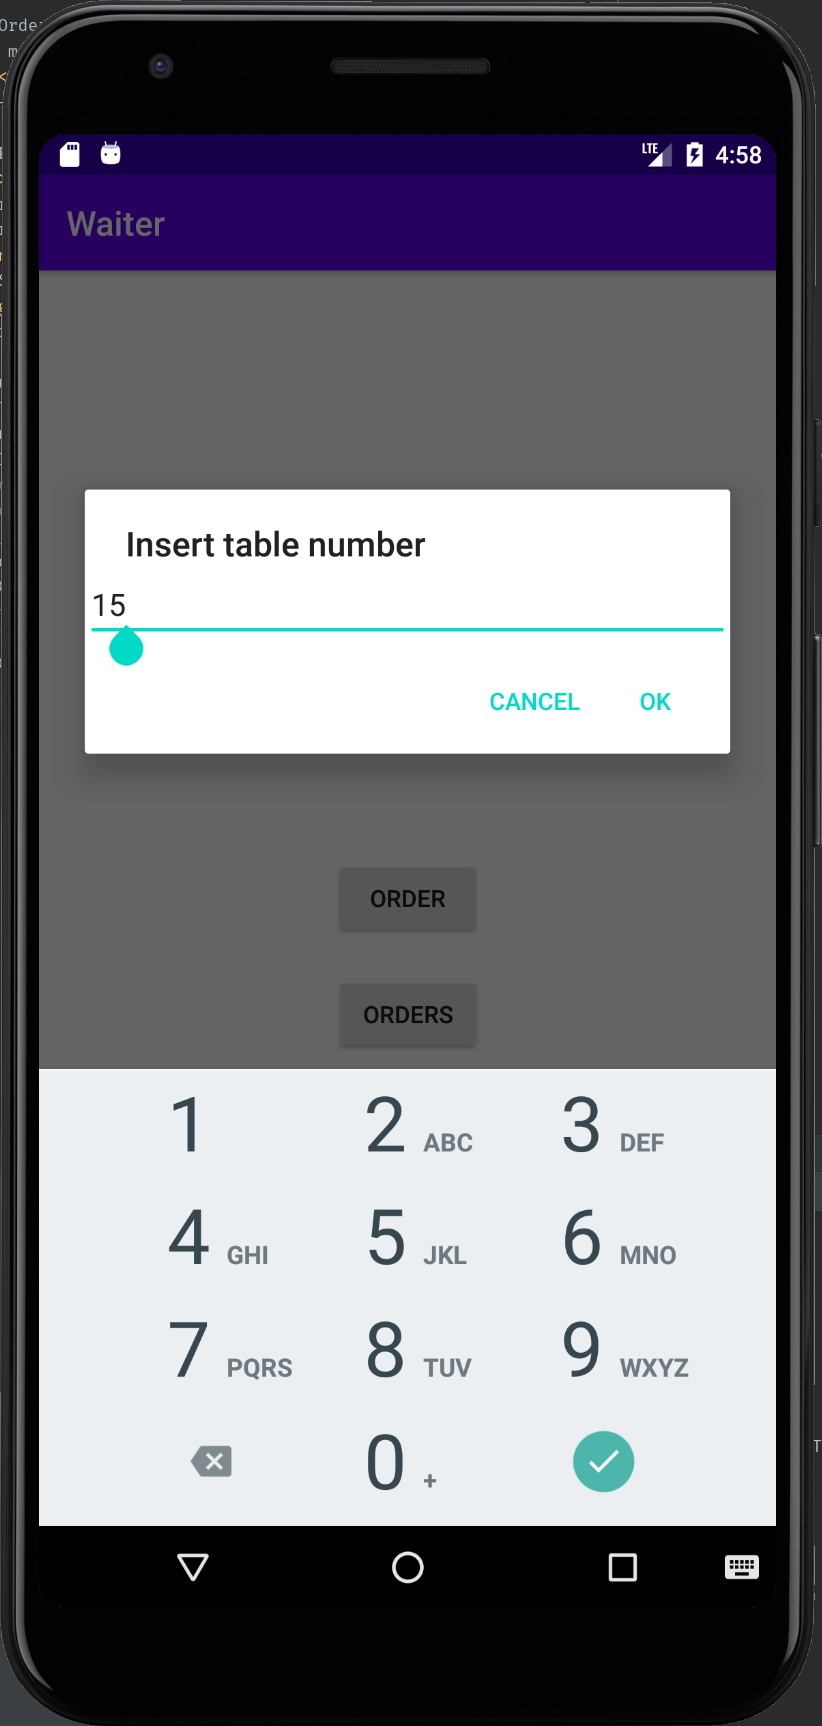 Orde
LTE 4:58
Waiter
Insert table number
15
CANCEL OK
ORDER
ORDERS
1 2 ABC 3 DEF
4 GHI 5 JKL 6 MNO
7 PQRS 8 TUV 9 WXYZ
0 +